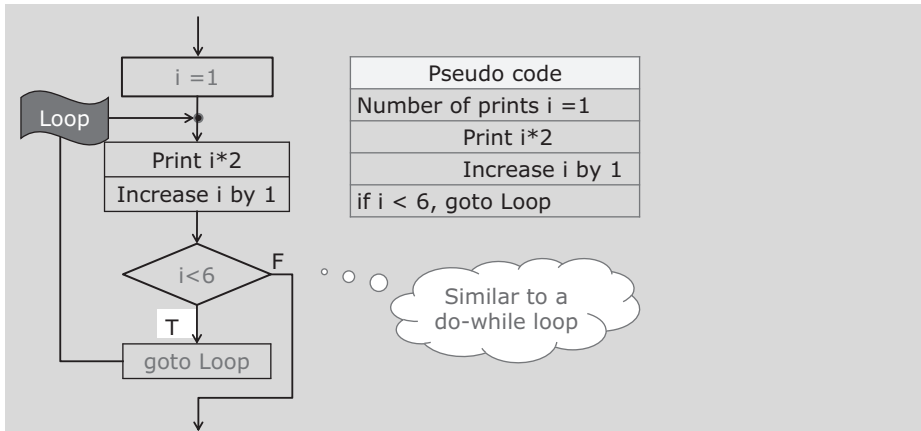 i =1
Loop
Print i*2
Increase i by 1
i<6
F
T
goto Loop
Pseudo code
Number of prints i =1
Print i*2
Increase i by 1
if i < 6, goto Loop
Similar to a
do-while loop